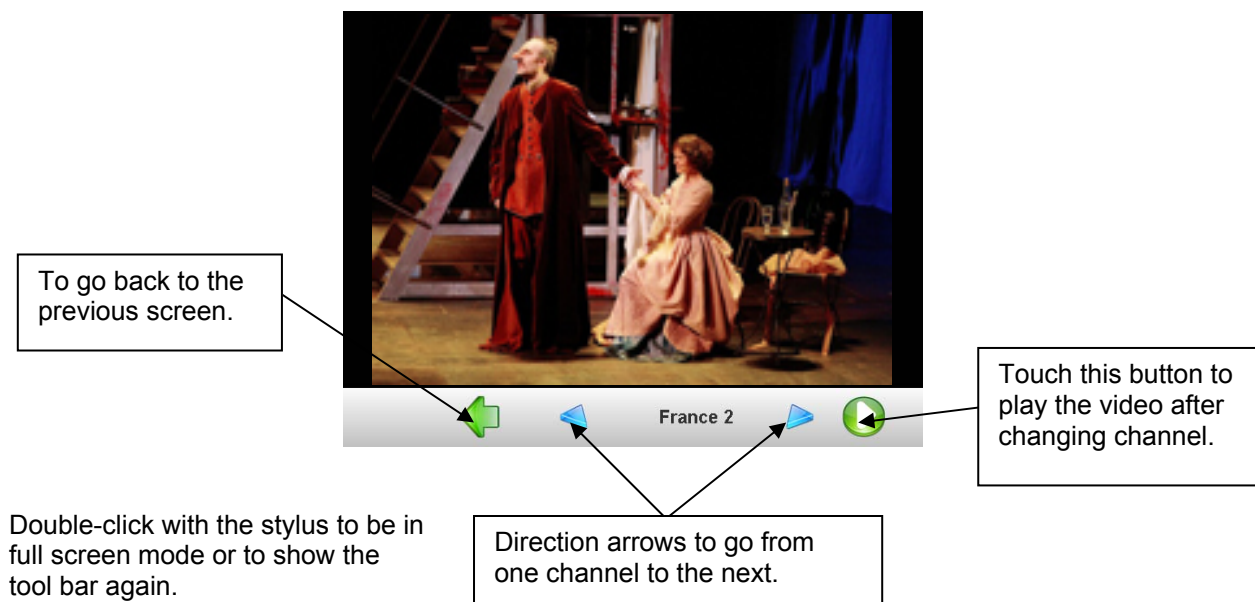 To go back to the
previous screen.
Touch this button to
play the video after
changing channel.
France 2
Double-click with the stylus to be in
full screen mode or to show the
tool bar again.
Direction arrows to go from
one channel to the next.